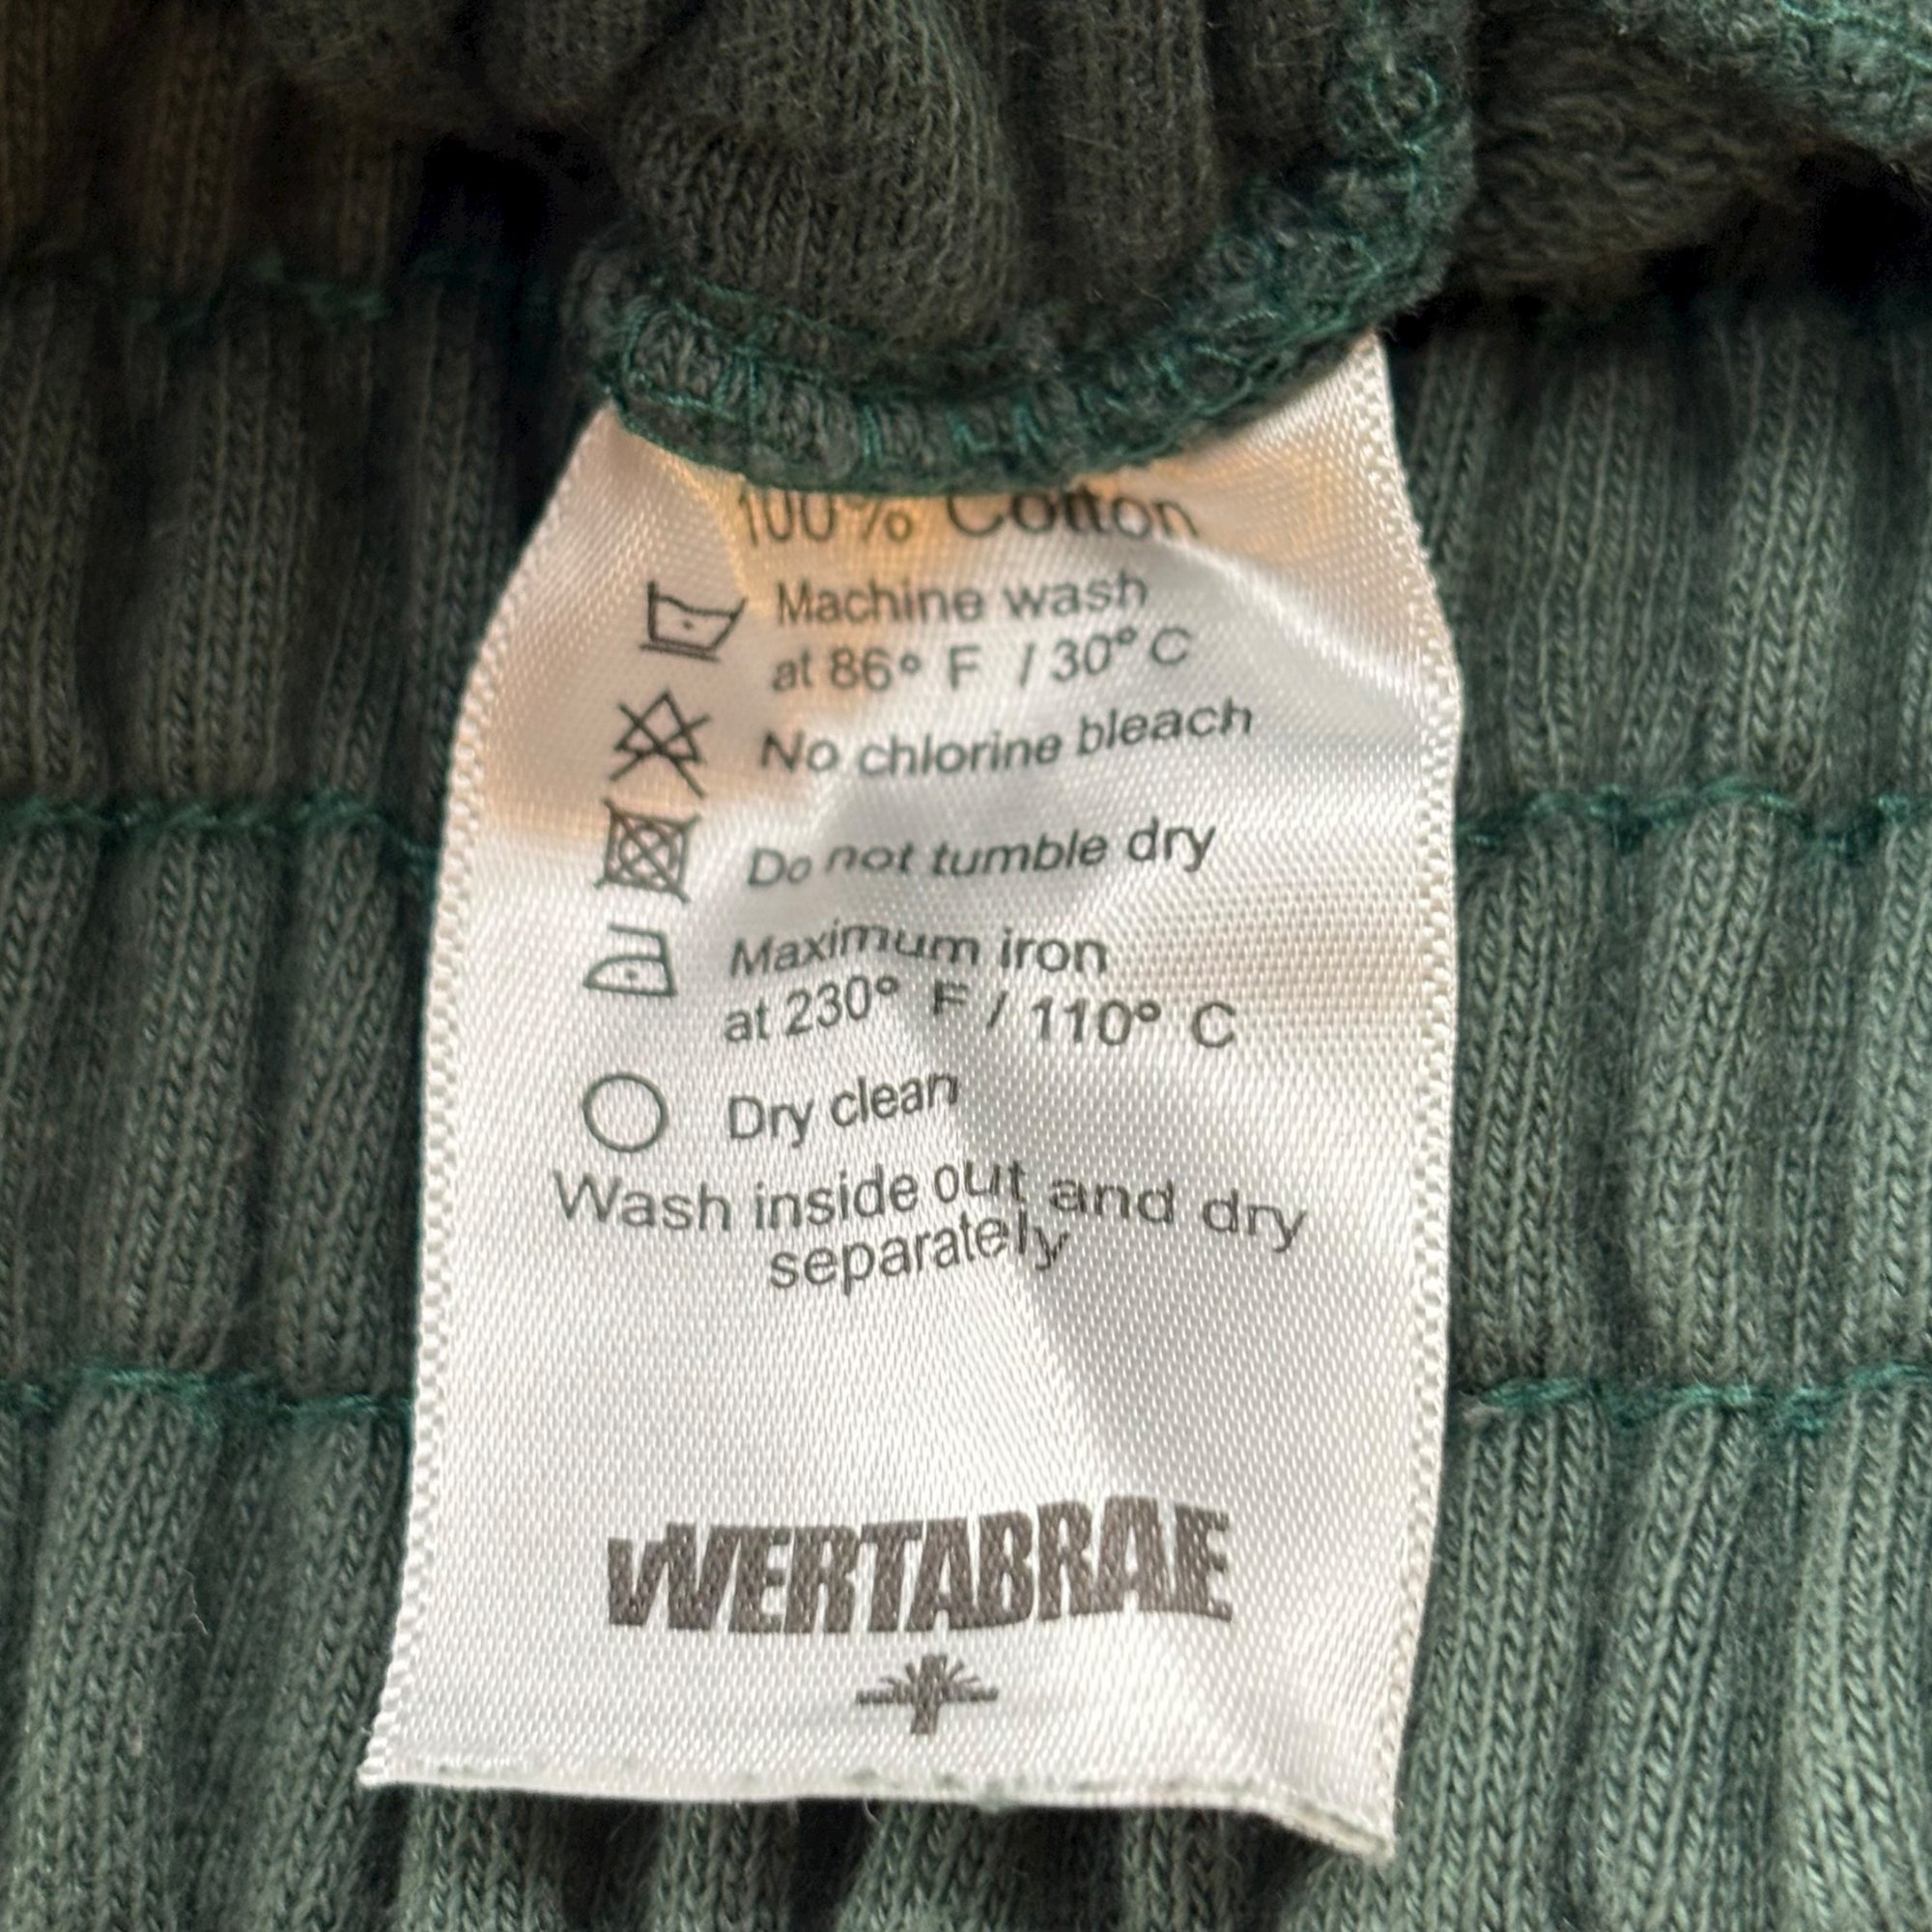 100% Cotton
Machine wash
at 86° F / 30° C
No chlorine bleach
Do not tumble dry
Maximum iron
at 230° F / 110° C
Dry clean
Wash inside out and dry
separately
WERTABRAE